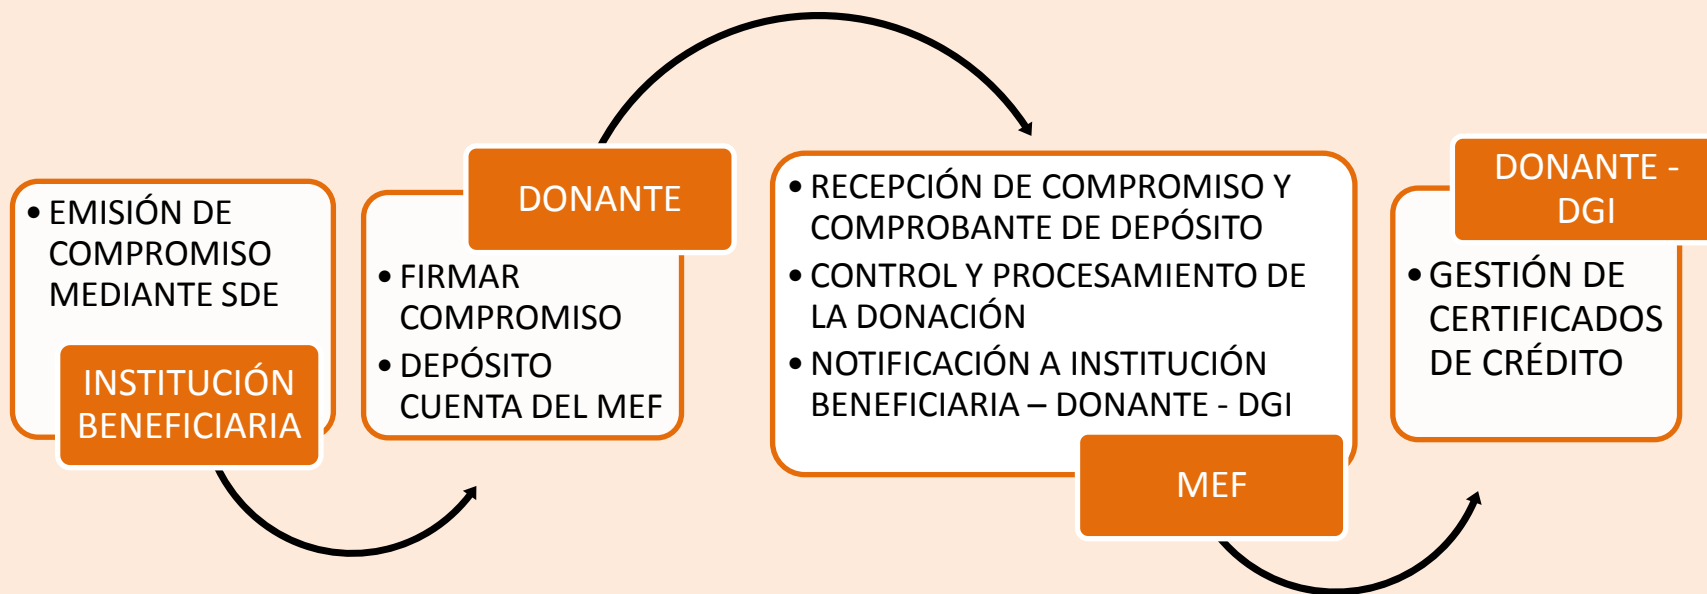 • EMISIÓN DE
COMPROMISO
MEDIANTE SDE
INSTITUCIÓN
BENEFICIARIA
DONANTE
• FIRMAR
COMPROMISO
• DEPÓSITO
CUENTA DEL MEF
• RECEPCIÓN DE COMPROMISO Y
COMPROBANTE DE DEPÓSITO
• CONTROL Y PROCESAMIENTO DE
LA DONACIÓN
• NOTIFICACIÓN A INSTITUCIÓN
BENEFICIARIA – DONANTE - DGI
MEF
DONANTE -
DGI
• GESTIÓN DE
CERTIFICADOS
DE CRÉDITO